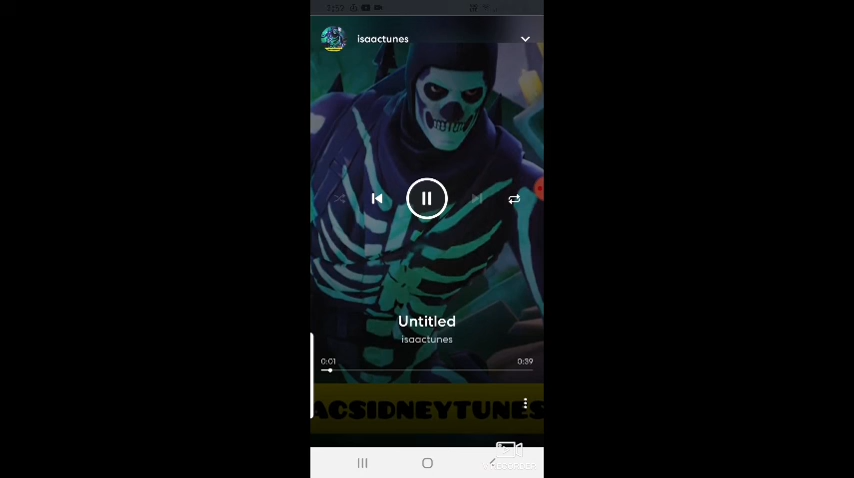 isaactunes
Untitled
isaactunes
0:01
0:39
ACSIDNEYTUNES